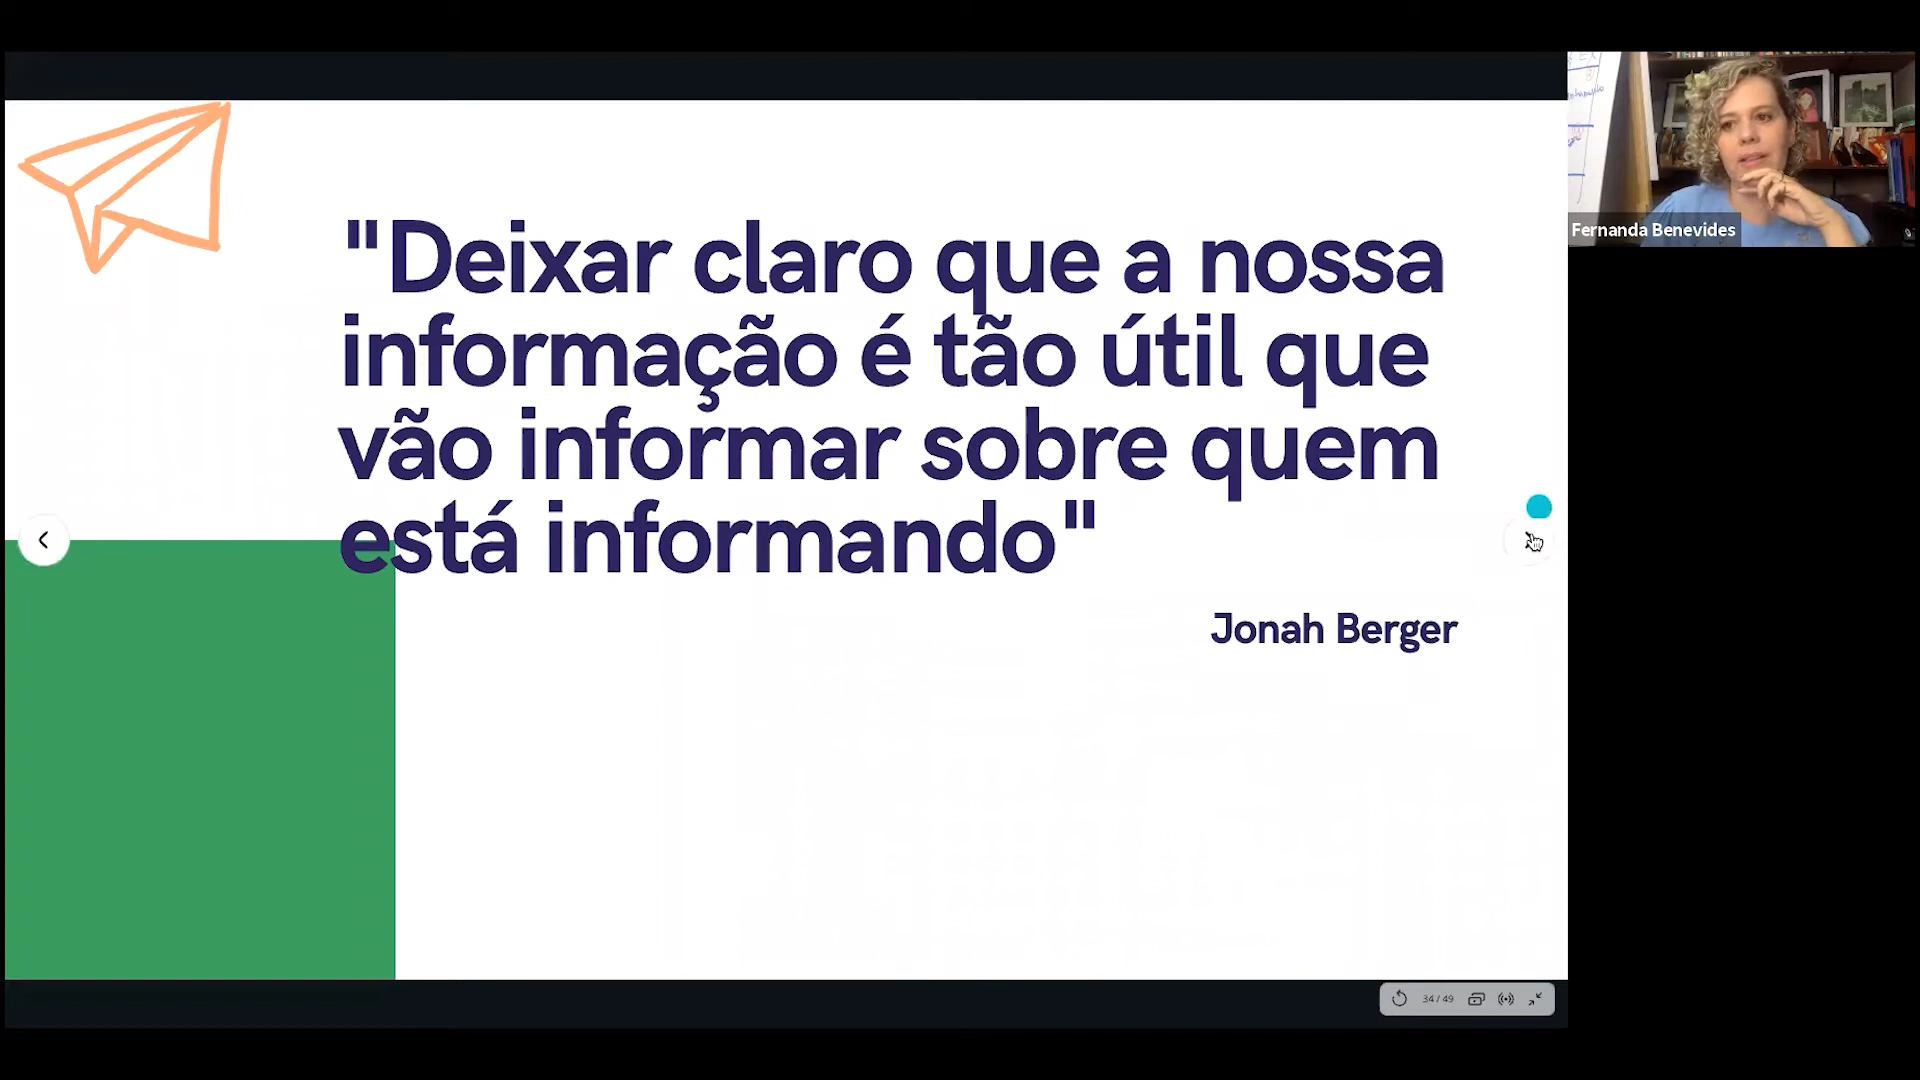 "Deixar claro que a nossa
informação é tão útil que
vão informar sobre quem
está informando"
Jonah Berger
Fernanda Benevides
34 / 49